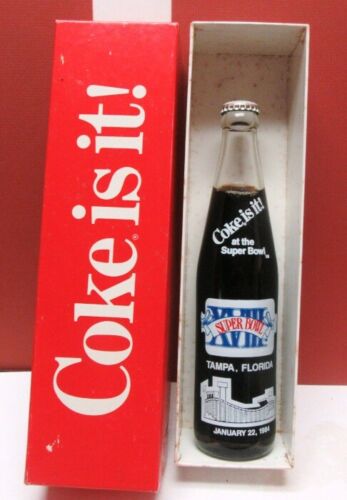 Coke is it!®
Coke is it!
at the
Super Bowl
XVIII
SUPER BOWL
TAMPA, FLORIDA
JANUARY 22, 1984